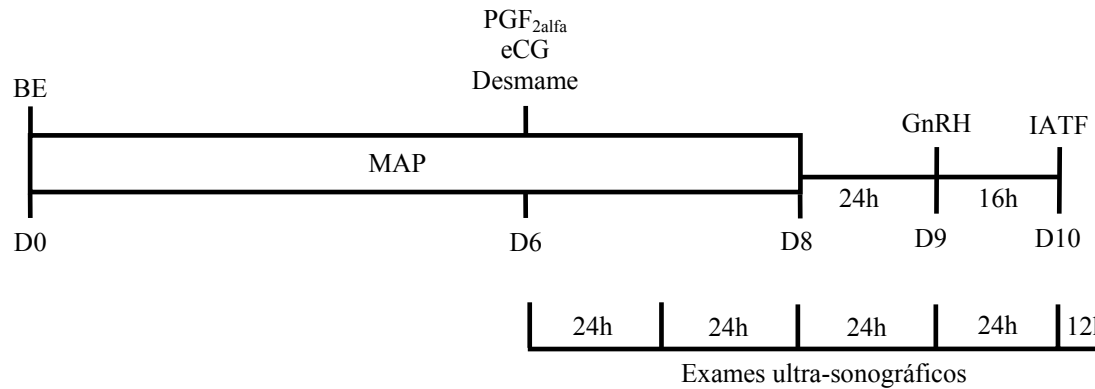 PGF2alfa
eCG
Desmame
BE
GnRH
IATF
MAP
24h
16h
D0
D6
D8
D9
D10
24h
24h
24h
24h
Exames ultra-sonográficos